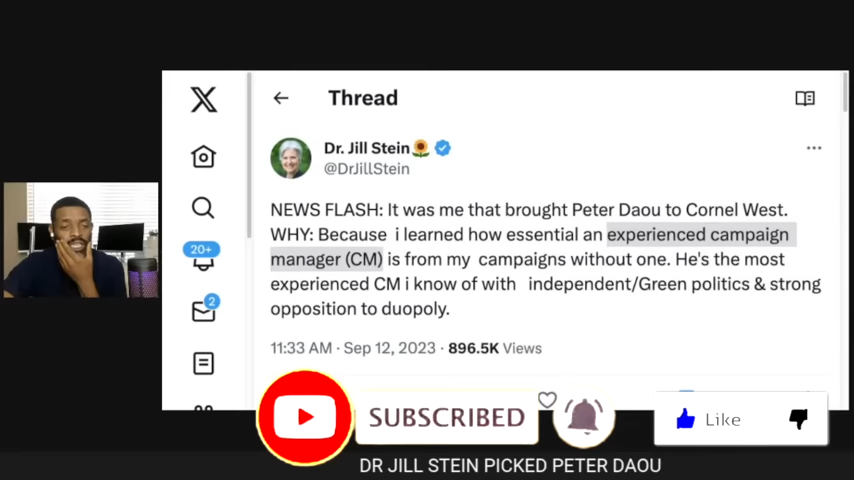 Thread
Dr. Jill Stein🌻
@DrJillStein
NEWS FLASH: It was me that brought Peter Daou to Cornel West.
WHY: Because i learned how essential an experienced campaign
manager (CM) is from my campaigns without one. He's the most
experienced CM i know of with independent/Green politics & strong
opposition to duopoly.
11:33 AM · Sep 12, 2023 · 896.5K Views
20+
2
SUBSCRIBED
Like
DR JILL STEIN PICKED PETER DAOU